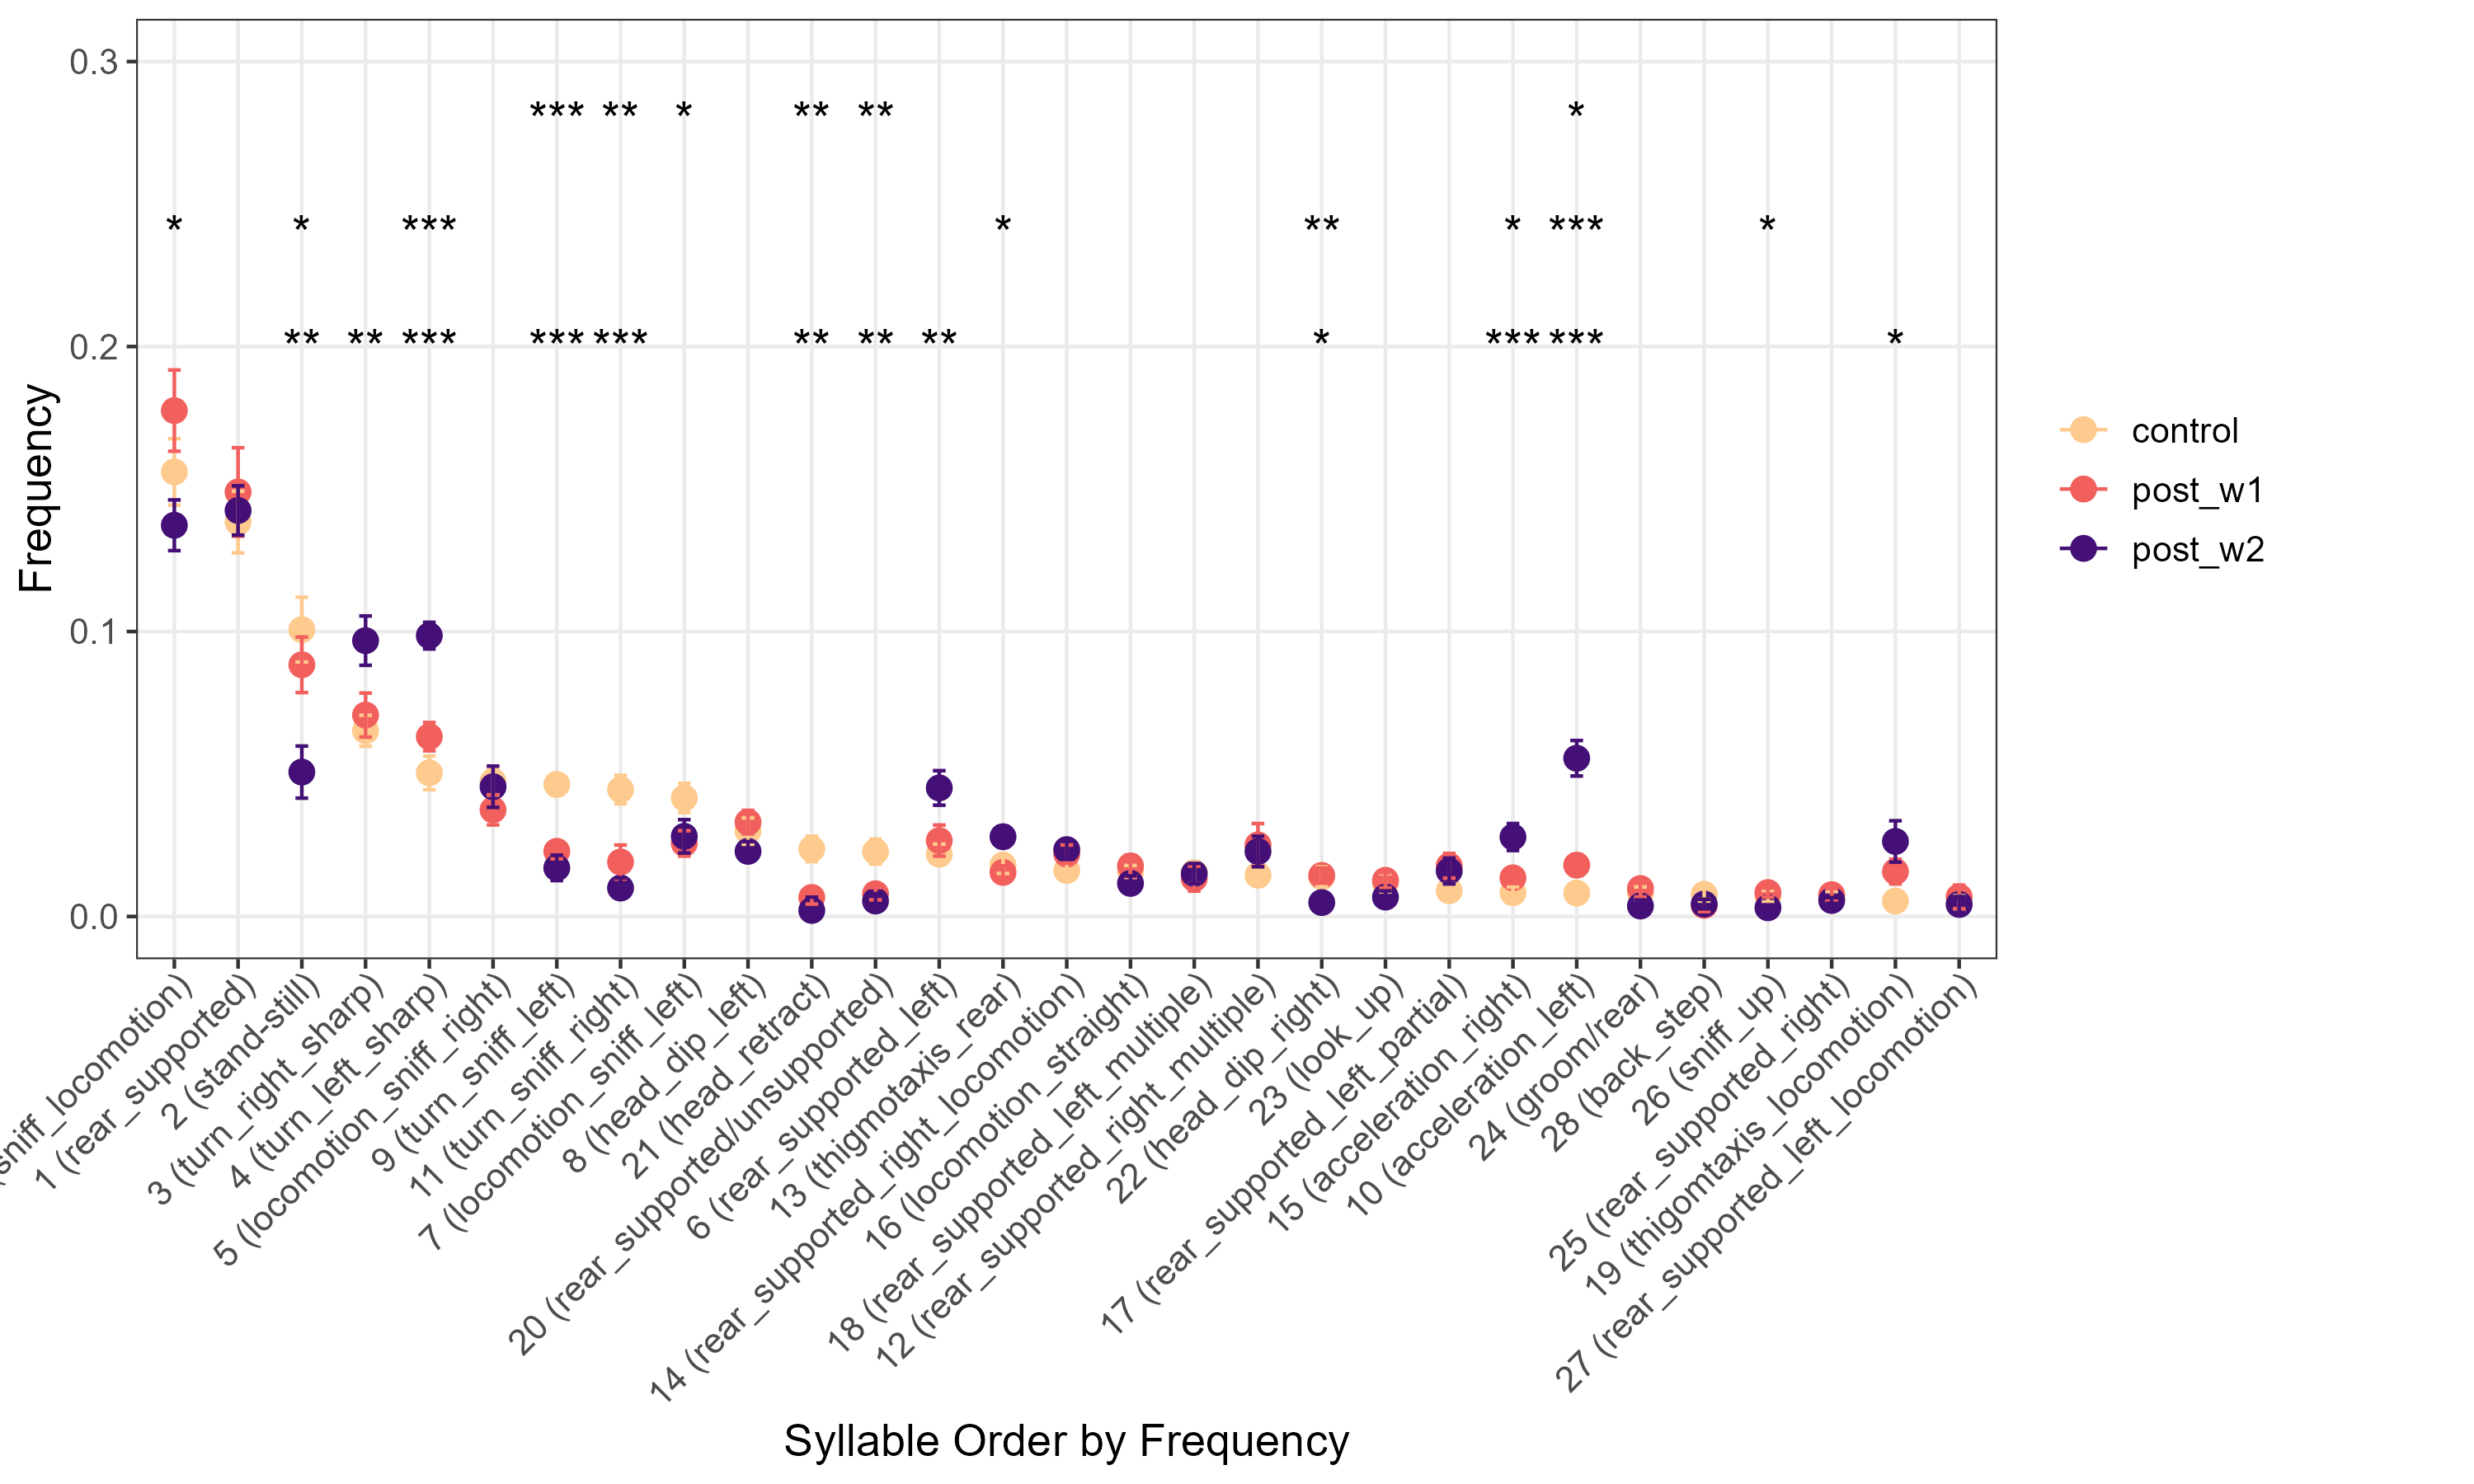 0.3
*** ** * ** ** *
* * *** * ** * *** *
0.2
** ** *** *** *** ** ** ** * *** *** *
0.1
0.0
Frequency
control
post_w1
post_w2
sniff_locomotion)
1 (rear_supported)
2 (stand-still)
3 (turn_right_sharp)
4 (turn_left_sharp)
5 (locomotion_sniff_right)
9 (turn_sniff_left)
11 (turn_sniff_right)
7 (locomotion_sniff_left)
8 (head_dip_left)
21 (head_retract)
20 (rear_supported/unsupported)
6 (rear_supported_left)
13 (thigmotaxis_rear)
14 (rear_supported_right_locomotion)
16 (locomotion_straight)
18 (rear_supported_left_multiple)
12 (rear_supported_right_multiple)
22 (head_dip_right)
23 (look_up)
17 (rear_supported_left_partial)
15 (acceleration_right)
10 (acceleration_left)
24 (groom/rear)
28 (back_step)
26 (sniff_up)
25 (rear_supported_right)
19 (thigomtaxis_locomotion)
27 (rear_supported_left_locomotion)
Syllable Order by Frequency